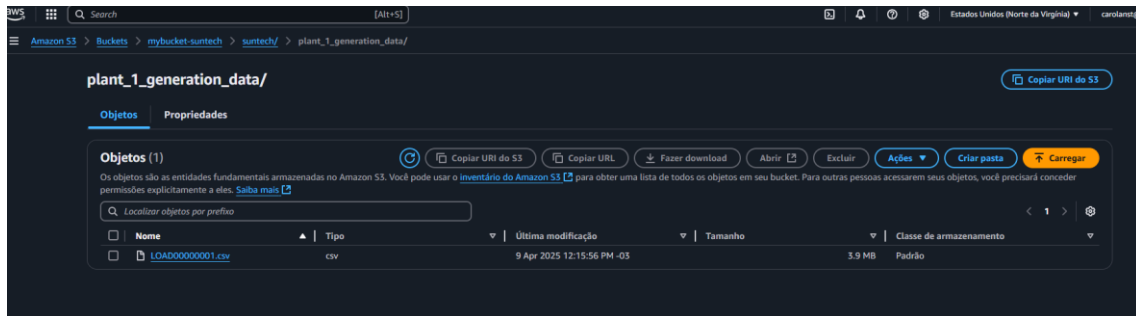 aws Search [Alt+S] Estados Unidos (Norte da Virgínia) ▼ carolanst
Amazon S3 > Buckets > mybucket-suntech > suntech/ > plant_1_generation_data/
plant_1_generation_data/ Copiar URI do S3
Objetos Propriedades
Objetos (1) Copiar URI do S3 Copiar URL Fazer download Abrir Excluir Ações ▼ Criar pasta Carregar
Os objetos são as entidades fundamentais armazenadas no Amazon S3. Você pode usar o inventário do Amazon S3 para obter uma lista de todos os objetos em seu bucket. Para outras pessoas acessarem seus objetos, você precisará conceder
permissões explicitamente a eles. Saiba mais
Localizar objetos por prefixo < 1 >
Nome Tipo Última modificação Tamanho Classe de armazenamento
LOAD00000001.csv csv 9 Apr 2025 12:15:56 PM -03 3.9 MB Padrão